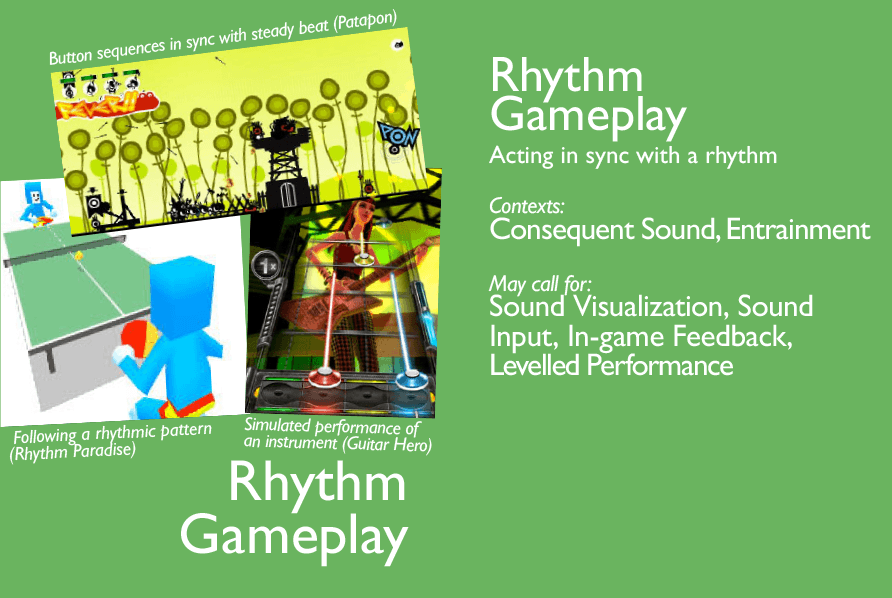 Button sequences in sync with steady beat (Patapon)
FEVER!!
PON
1x
Following a rhythmic pattern
(Rhythm Paradise)
Simulated performance of
an instrument (Guitar Hero)
Rhythm
Gameplay
Rhythm
Gameplay
Acting in sync with a rhythm
Contexts:
Consequent Sound, Entrainment
May call for:
Sound Visualization, Sound
Input, In-game Feedback,
Levelled Performance